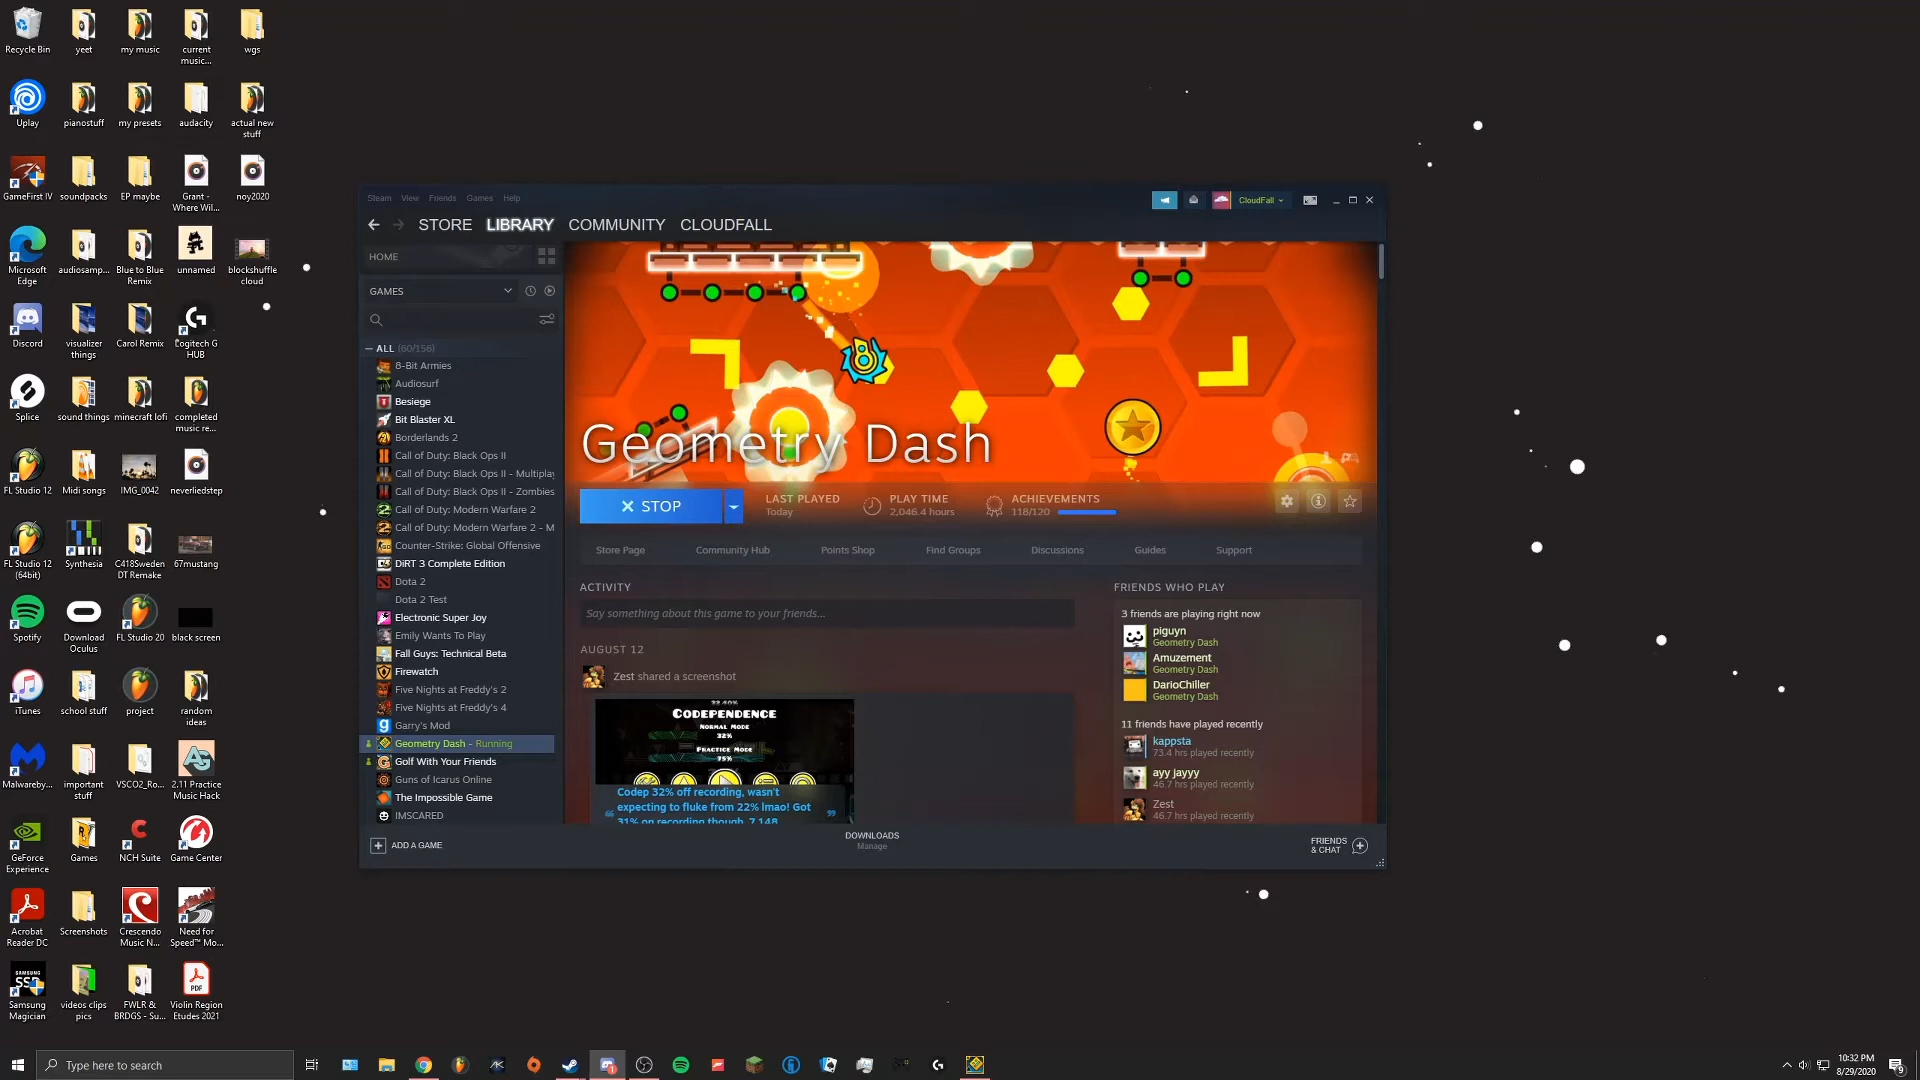 Recycle Bin
yeet
my music
current music...
wgs
Uplay
pianostuff
my presets
audacity
actual new stuff
GameFirst IV
soundpacks
EP maybe
Grant - Where Wil...
noy2020
Microsoft Edge
audiosamp...
Blue to Blue Remix
unnamed
blockshuffle cloud
Discord
visualizer things
Carol Remix
Logitech G HUB
Splice
sound things
minecraft lofi
completed music re...
FL Studio 12
Midi songs
IMG_0042
neverliedstep
FL Studio 12 (64bit)
Synthesia
C418Sweden DT Remake
67mustang
Spotify
Download Oculus
FL Studio 20
black screen
iTunes
school stuff
project
random ideas
Malwareby...
important stuff
VSCO2_Ro...
2.11 Practice Music Hack
GeForce Experience
Games
NCH Suite
Game Center
Acrobat Reader DC
Screenshots
Crescendo Music N...
Need for Speed™ Mo...
Samsung Magician
videos clips pics
FWLR & BRDGS - Su...
Violin Region Etudes 2021
Steam View Friends Games Help
CloudFall
STORE LIBRARY COMMUNITY CLOUDFALL
HOME
GAMES
ALL (60/156)
8-Bit Armies
Audiosurf
Besiege
Bit Blaster XL
Borderlands 2
Call of Duty: Black Ops II
Call of Duty: Black Ops II - Multiplay
Call of Duty: Black Ops II - Zombies
Call of Duty: Modern Warfare 2
Call of Duty: Modern Warfare 2 - M
Counter-Strike: Global Offensive
DiRT 3 Complete Edition
Dota 2
Dota 2 Test
Electronic Super Joy
Emily Wants To Play
Fall Guys: Technical Beta
Firewatch
Five Nights at Freddy's 2
Five Nights at Freddy's 4
Garry's Mod
Geometry Dash - Running
Golf With Your Friends
Guns of Icarus Online
The Impossible Game
IMSCARED
ADD A GAME
Geometry Dash
STOP
LAST PLAYED
Today
PLAY TIME
2,046.4 hours
ACHIEVEMENTS
118/120
Store Page Community Hub Points Shop Find Groups Discussions Guides Support
ACTIVITY
Say something about this game to your friends...
AUGUST 12
Zest shared a screenshot
CODEPENDENCE
NORMAL MODE
32%
PRACTICE MODE
75%
Codep 32% off recording, wasn't
expecting to fluke from 22% lmao! Got
31% on recording though. 7,148
FRIENDS WHO PLAY
3 friends are playing right now
piguyn
Geometry Dash
Amuzement
Geometry Dash
DarioChiller
Geometry Dash
11 friends have played recently
kappsta
73.4 hrs played recently
ayy jayyy
46.7 hrs played recently
Zest
46.7 hrs played recently
DOWNLOADS
Manage
FRIENDS
& CHAT
Type here to search
10:32 PM
8/29/2020